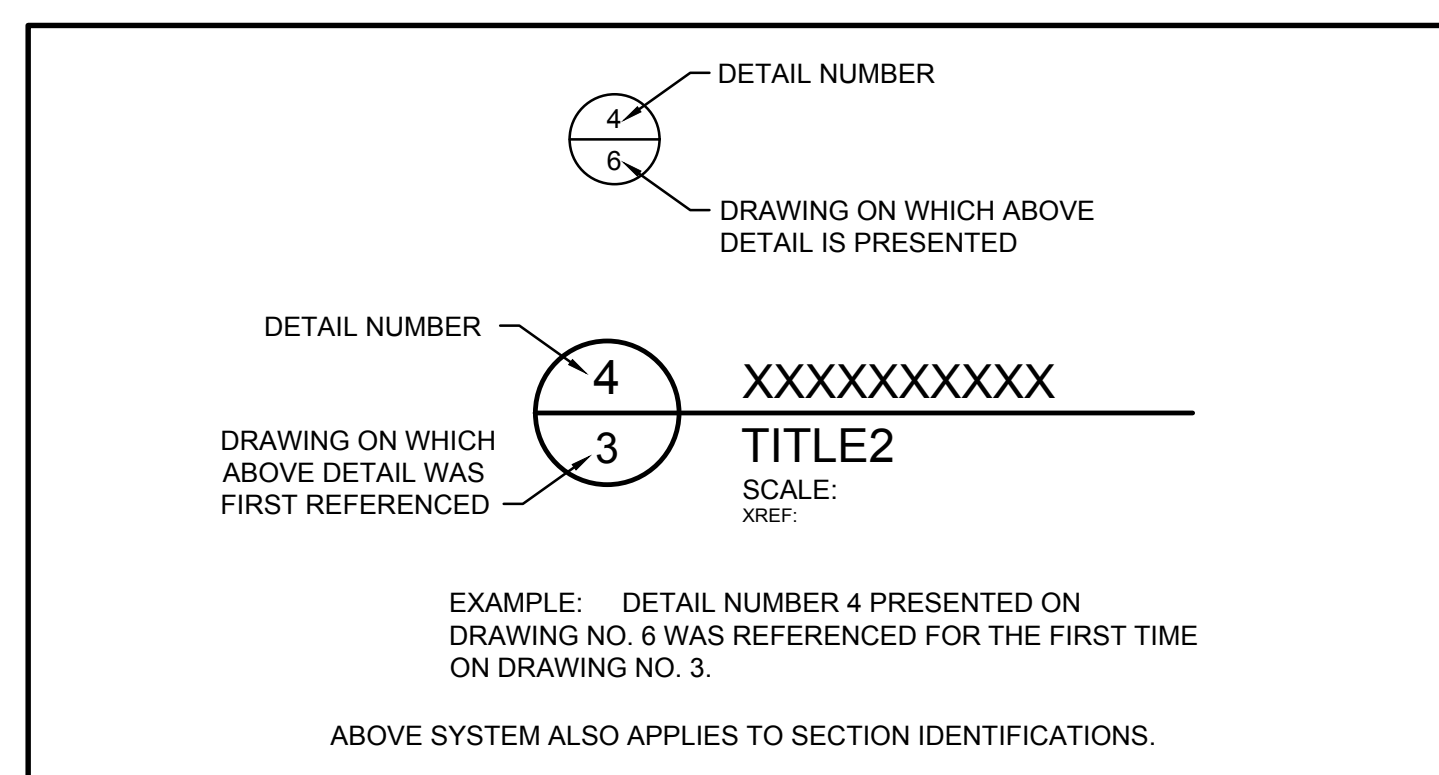 DETAIL NUMBER
4
6
DRAWING ON WHICH ABOVE
DETAIL IS PRESENTED
DETAIL NUMBER
4
XXXXXXXXXX
DRAWING ON WHICH
ABOVE DETAIL WAS
FIRST REFERENCED
3
TITLE2
SCALE:
XREF:
EXAMPLE: DETAIL NUMBER 4 PRESENTED ON
DRAWING NO. 6 WAS REFERENCED FOR THE FIRST TIME
ON DRAWING NO. 3.
ABOVE SYSTEM ALSO APPLIES TO SECTION IDENTIFICATIONS.